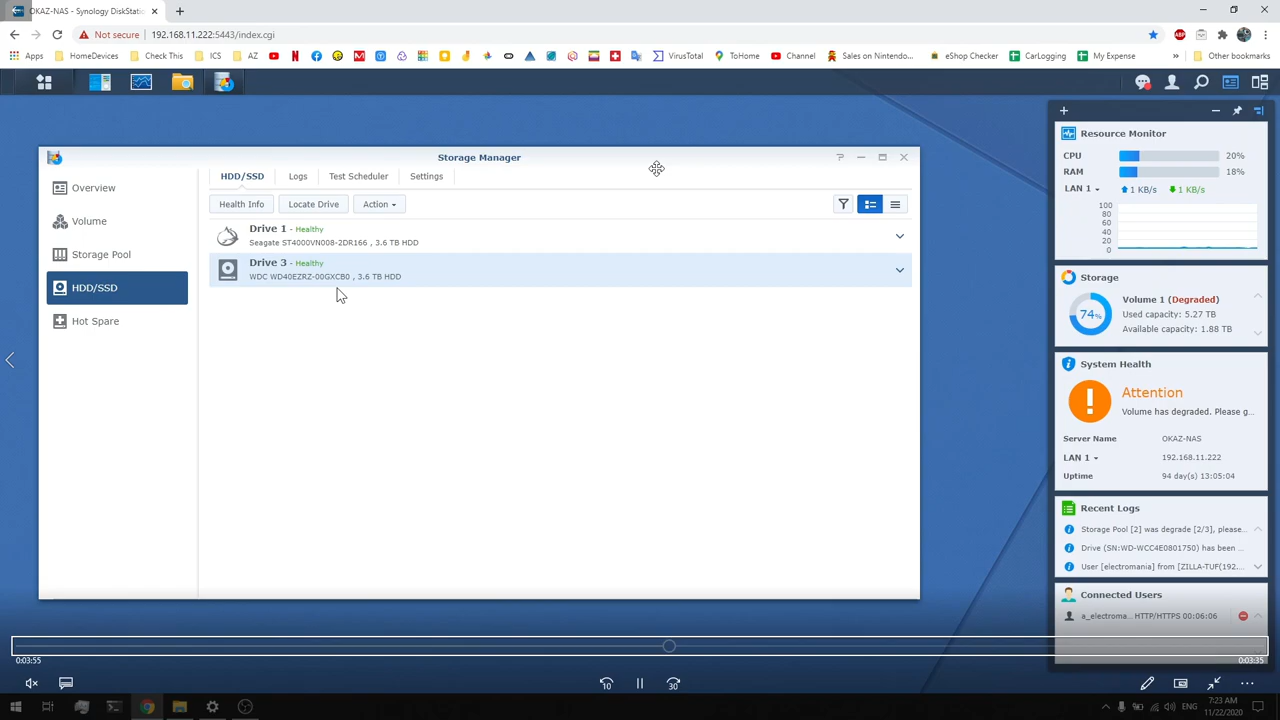 OKAZ-NAS - Synology DiskStatio
Not secure | 192.168.11.222:5443/index.cgi
Apps HomeDevices Check This ICS AZ VirusTotal ToHome Channel Sales on Nintendo... eShop Checker CarLogging My Expense » Other bookmarks
Storage Manager
Overview
Volume
Storage Pool
HDD/SSD
Hot Spare
HDD/SSD Logs Test Scheduler Settings
Health Info Locate Drive Action
Drive 1 - Healthy
Seagate ST4000VN008-2DR166 , 3.6 TB HDD
Drive 3 - Healthy
WDC WD40EZRZ-00GXCB0 , 3.6 TB HDD
Resource Monitor
CPU 20%
RAM 18%
LAN 1 1 KB/s 1 KB/s
100
80
60
40
20
0
Storage
74%
Volume 1 (Degraded)
Used capacity: 5.27 TB
Available capacity: 1.88 TB
System Health
Attention
Volume has degraded. Please g...
Server Name OKAZ-NAS
LAN 1 192.168.11.222
Uptime 94 day(s) 13:05:04
Recent Logs
Storage Pool [2] was degrade [2/3], please...
Drive (SN:WD-WCC4E0801750) has been ...
User [electromania] from [ZILLA-TUF(192....
Connected Users
a_electroma... HTTP/HTTPS 00:06:06
0:03:55
0:03:35
10
30
ENG
7:23 AM
11/22/2020